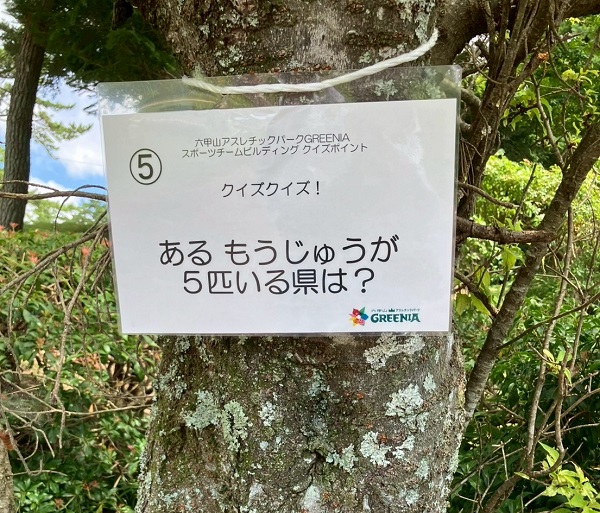 ⑤
六甲山アスレチックパークGREENIA
スポーツチームビルディング クイズポイント
クイズクイズ！
ある もうじゅうが
５匹いる県は？
GREENIA